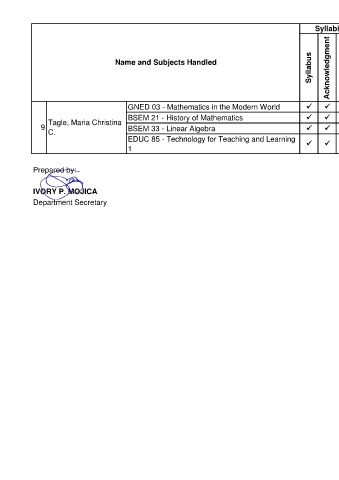 Syllabi
Name and Subjects Handled
Syllabus
Acknowledgment
9
Tagle, Maria Christina C.
GNED 03 - Mathematics in the Modern World ✓ ✓
BSEM 21 - History of Mathematics ✓ ✓
BSEM 33 - Linear Algebra ✓ ✓
EDUC 85 - Technology for Teaching and Learning
1 ✓ ✓
Prepared by:
IVORY P. MOJICA
Department Secretary